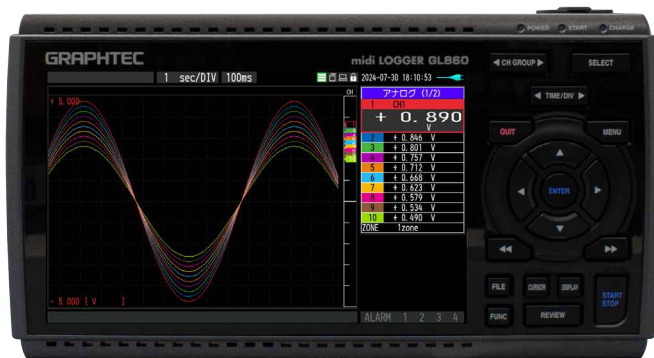 POWER START CHARGE
GRAPHTEC
midi LOGGER GL860
CH GROUP
SELECT
1 sec/DIV 100ms
2024-07-30 18:10:53
TIME/DIV
CH
アナログ (1/2)
+ 5.000
1 CH1
+ 0.890
V
QUIT
MENU
2 + 0.846 V
3 + 0.801 V
4 + 0.757 V
5 + 0.712 V
6 + 0.668 V
7 + 0.623 V
8 + 0.579 V
9 + 0.534 V
10 + 0.490 V
ZONE 1zone
ENTER
FILE
CURSOR
DISPLAY
START
STOP
- 5.000 [ V ]
ALARM 1 2 3 4
FUNC
REVIEW